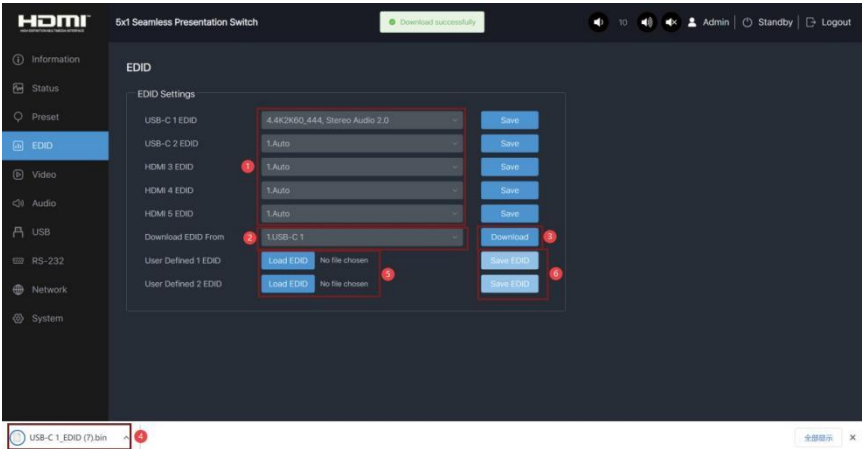 HDMI
HIGH-DEFINITION MULTIMEDIA INTERFACE
5x1 Seamless Presentation Switch
Download successfully
10
Admin
Standby
Logout
Information
Status
Preset
EDID
Video
Audio
USB
RS-232
Network
System
EDID
EDID Settings
USB-C 1 EDID
4.4K2K60_444, Stereo Audio 2.0
Save
USB-C 2 EDID
1.Auto
Save
HDMI 3 EDID
1
1.Auto
Save
HDMI 4 EDID
1.Auto
Save
HDMI 5 EDID
1.Auto
Save
Download EDID From
2
1.USB-C 1
Download
3
User Defined 1 EDID
Load EDID
No file chosen
Save EDID
5
6
User Defined 2 EDID
Load EDID
No file chosen
Save EDID
USB-C 1_EDID (7).bin
4
全部显示